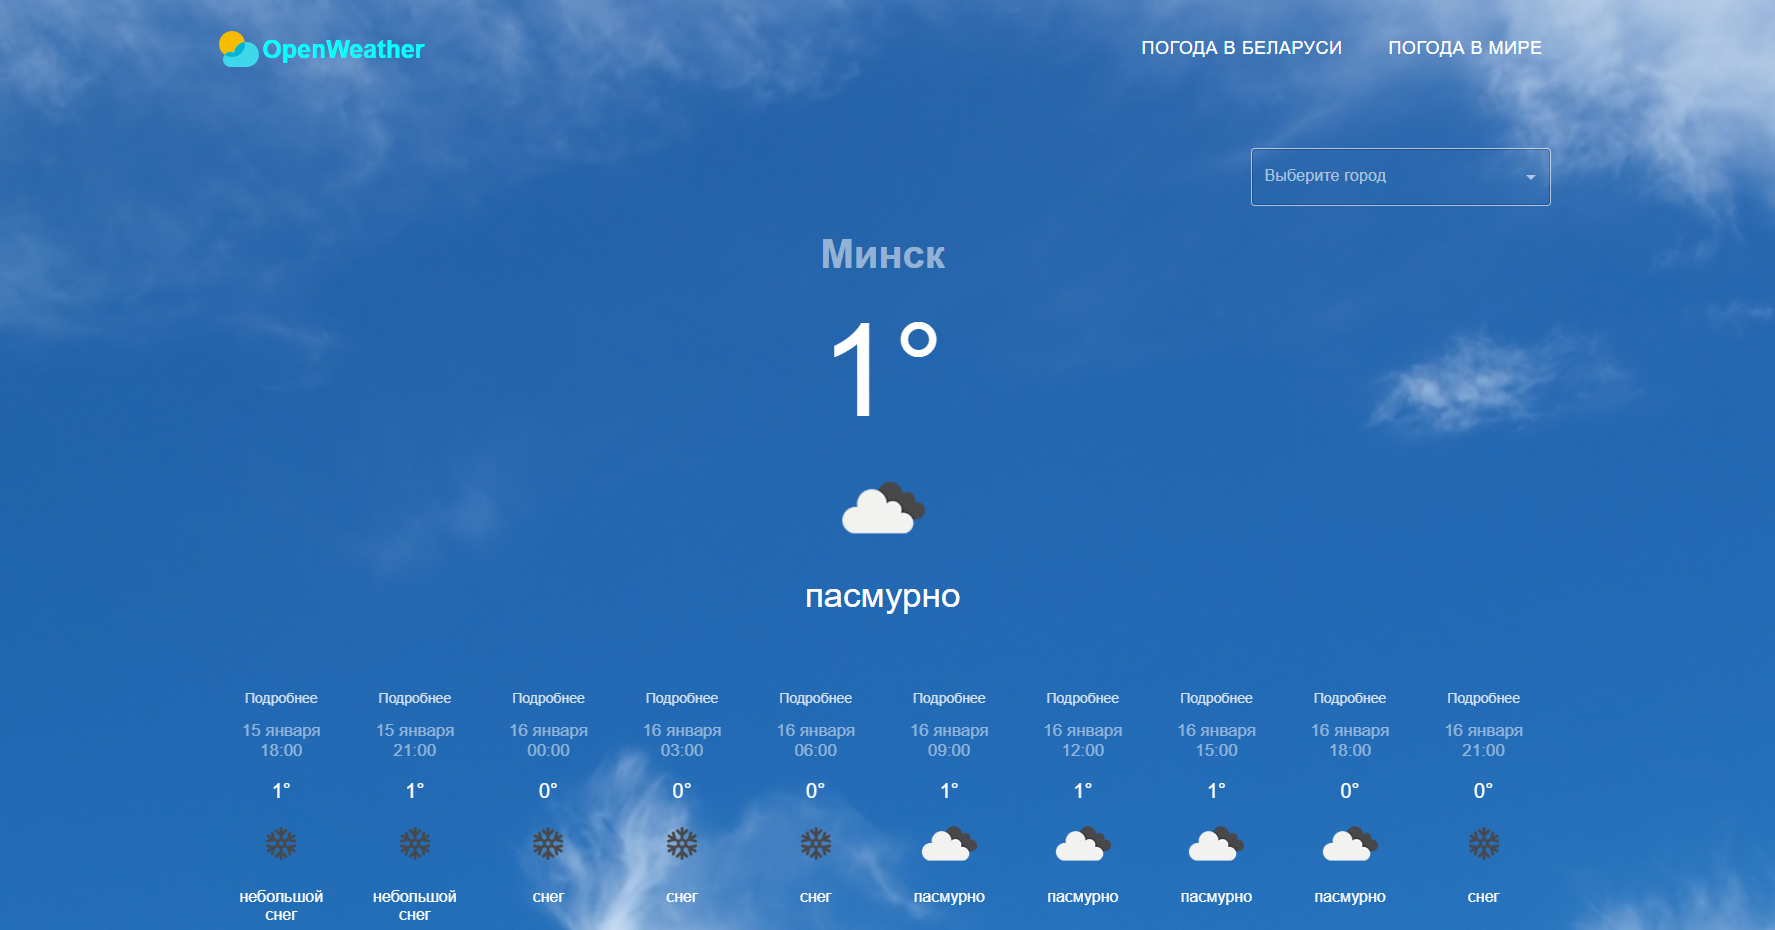 OpenWeather
ПОГОДА В БЕЛАРУСИ
ПОГОДА В МИРЕ
Выберите город
Минск
1°
пасмурно
Подробнее Подробнее Подробнее Подробнее Подробнее Подробнее Подробнее Подробнее Подробнее Подробнее
15 января 15 января 16 января 16 января 16 января 16 января 16 января 16 января 16 января 16 января
18:00 21:00 00:00 03:00 06:00 09:00 12:00 15:00 18:00 21:00
1° 1° 0° 0° 0° 1° 1° 1° 0° 0°
небольшой небольшой снег снег снег пасмурно пасмурно пасмурно пасмурно снег
снег снег